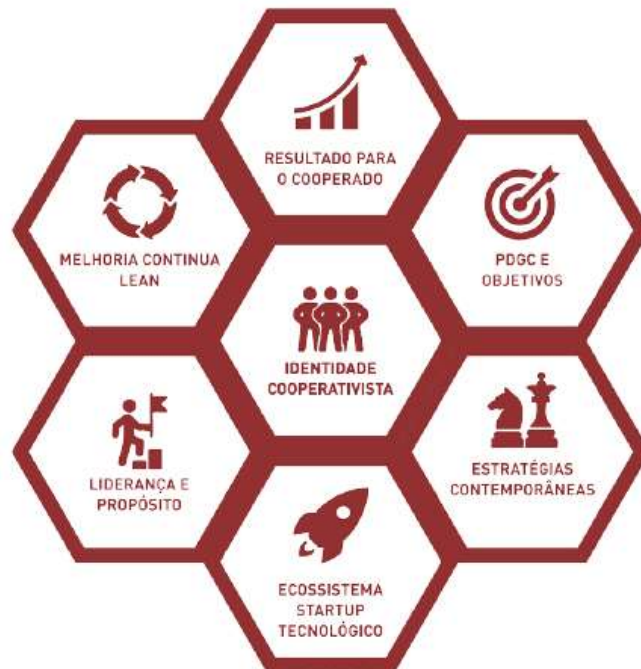 RESULTADO PARA
O COOPERADO
MELHORIA CONTINUA
LEAN
PDGC E
OBJETIVOS
IDENTIDADE
COOPERATIVISTA
LIDERANÇA E
PROPÓSITO
ESTRATÉGIAS
CONTEMPORÂNEAS
ECOSSISTEMA
STARTUP
TECNOLÓGICO